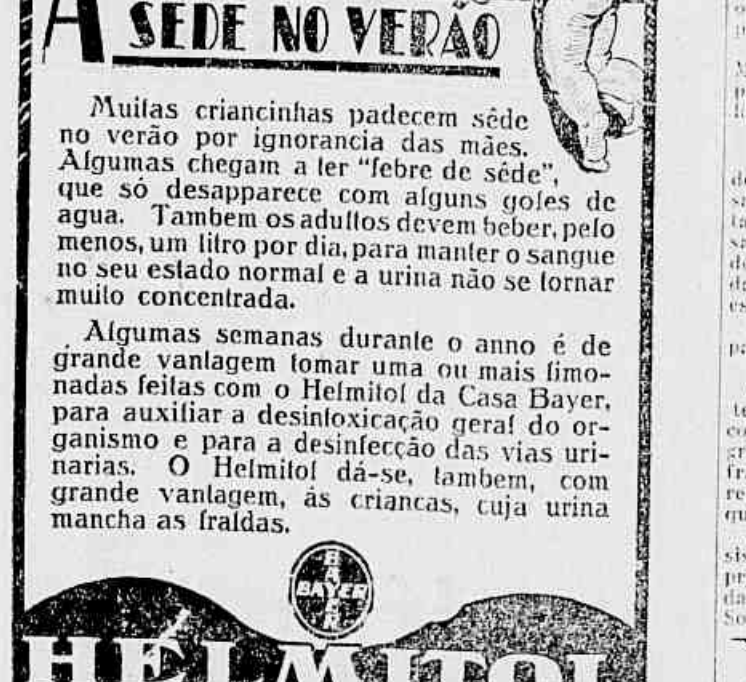 A SEDE NO VERÃO
Muitas criancinhas padecem sêde
no verão por ignorancia das mães.
Algumas chegam a ter "febre de sêde",
que só desapparece com alguns goles de
agua. Tambem os adultos devem beber, pelo
menos, um litro por dia, para manter o sangue
no seu estado normal e a urina não se tornar
muito concentrada.
Algumas semanas durante o anno é de
grande vantagem tomar uma ou mais limo-
nadas feitas com o Helmitol da Casa Bayer,
para auxiliar a desintoxicação geral do or-
ganismo e para a desinfecção das vias uri-
narias. O Helmitol dá-se, tambem, com
grande vantagem, ás criancas, cuja urina
mancha as fraldas.
BAYER
BAYER
HÉLMITOL